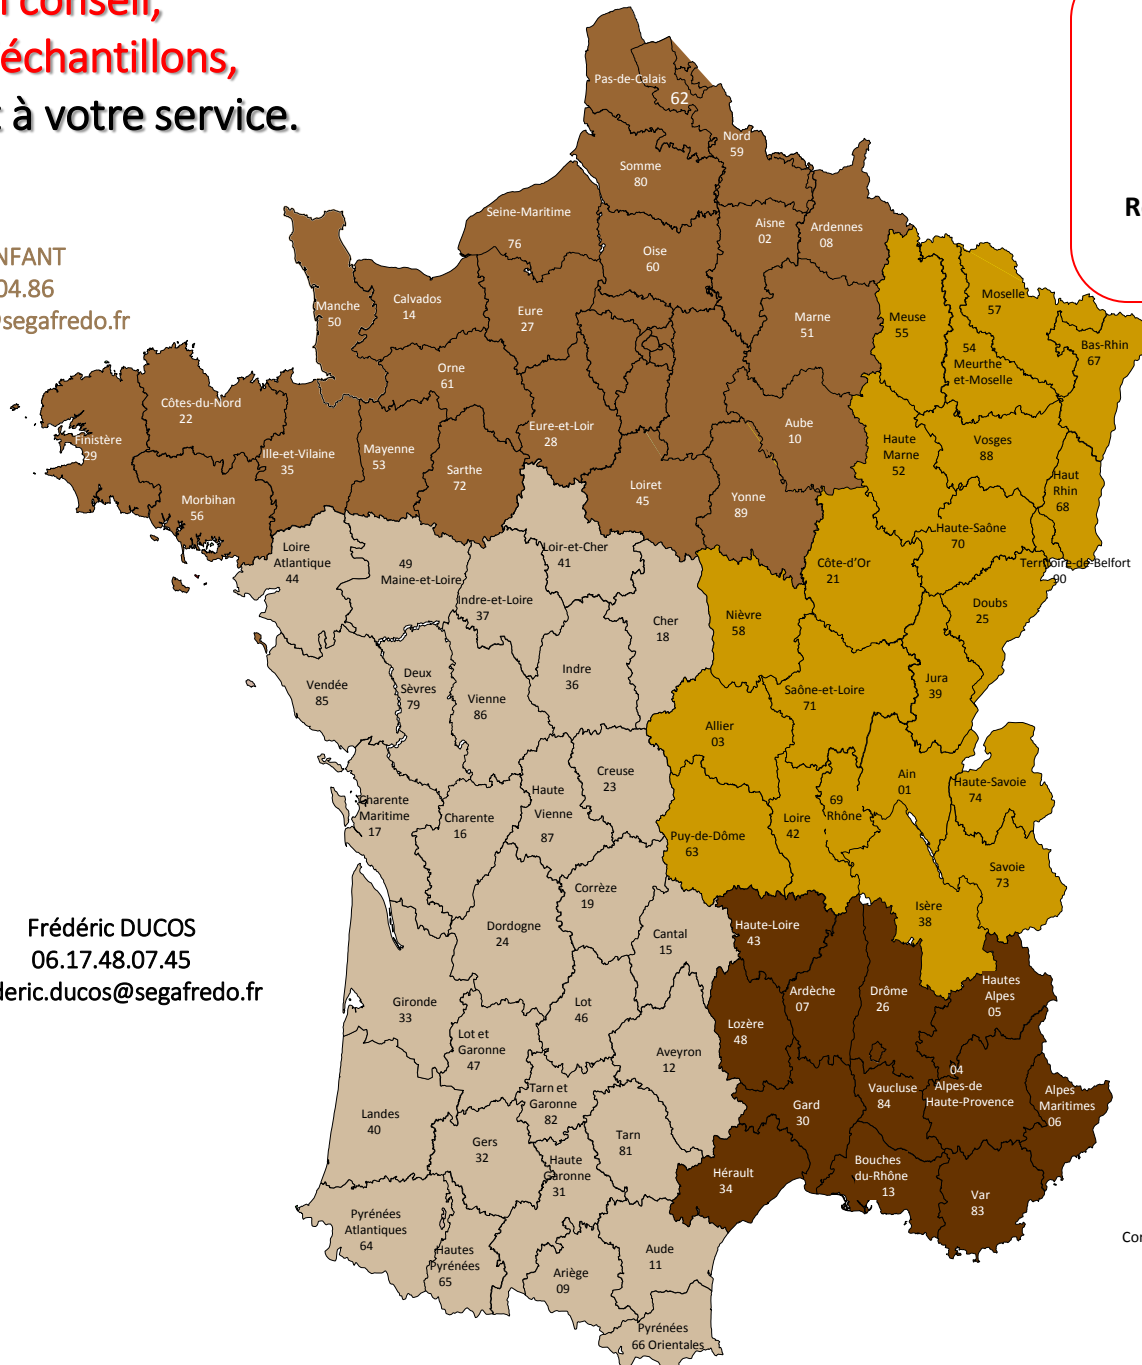 conseil,
échantillons,
à votre service.
NFANT
04.86
@segafredo.fr
R
Pas-de-Calais
62
Nord
59
Somme
80
Seine-Maritime
76
Oise
60
Aisne
02
Ardennes
08
Manche
50
Calvados
14
Eure
27
Marne
51
Meuse
55
Moselle
57
54
Meurthe
et-Moselle
Bas-Rhin
67
Orne
61
Côtes-du-Nord
22
Finistère
29
Ille-et-Vilaine
35
Morbihan
56
Mayenne
53
Sarthe
72
Eure-et-Loir
28
Loiret
45
Yonne
89
Aube
10
Haute
Marne
52
Vosges
88
Haut
Rhin
68
Haute-Saône
70
Territoire-de-Belfort
90
Côte-d'Or
21
Doubs
25
Loire
Atlantique
44
49
Maine-et-Loire
Indre-et-Loire
37
Loir-et-Cher
41
Cher
18
Nièvre
58
Vendée
85
Deux
Sèvres
79
Vienne
86
Indre
36
Saône-et-Loire
71
Jura
39
Allier
03
Creuse
23
Haute
Vienne
87
Charente
Maritime
17
Charente
16
Puy-de-Dôme
63
Loire
42
69
Rhône
Ain
01
Haute-Savoie
74
Savoie
73
Isère
38
Corrèze
19
Dordogne
24
Cantal
15
Haute-Loire
43
Frédéric DUCOS
06.17.48.07.45
deric.ducos@segafredo.fr
Gironde
33
Lot
46
Lot et
Garonne
47
Aveyron
12
Lozère
48
Ardèche
07
Drôme
26
Hautes
Alpes
05
04
Alpes-de
Haute-Provence
Alpes
Maritimes
06
Vaucluse
84
Gard
30
Landes
40
Tarn et
Garonne
82
Gers
32
Tarn
81
Haute
Garonne
31
Hérault
34
Bouches
du-Rhône
13
Var
83
Pyrénées
Atlantiques
64
Hautes
Pyrénées
65
Ariège
09
Aude
11
Pyrénées
66 Orientales
Con